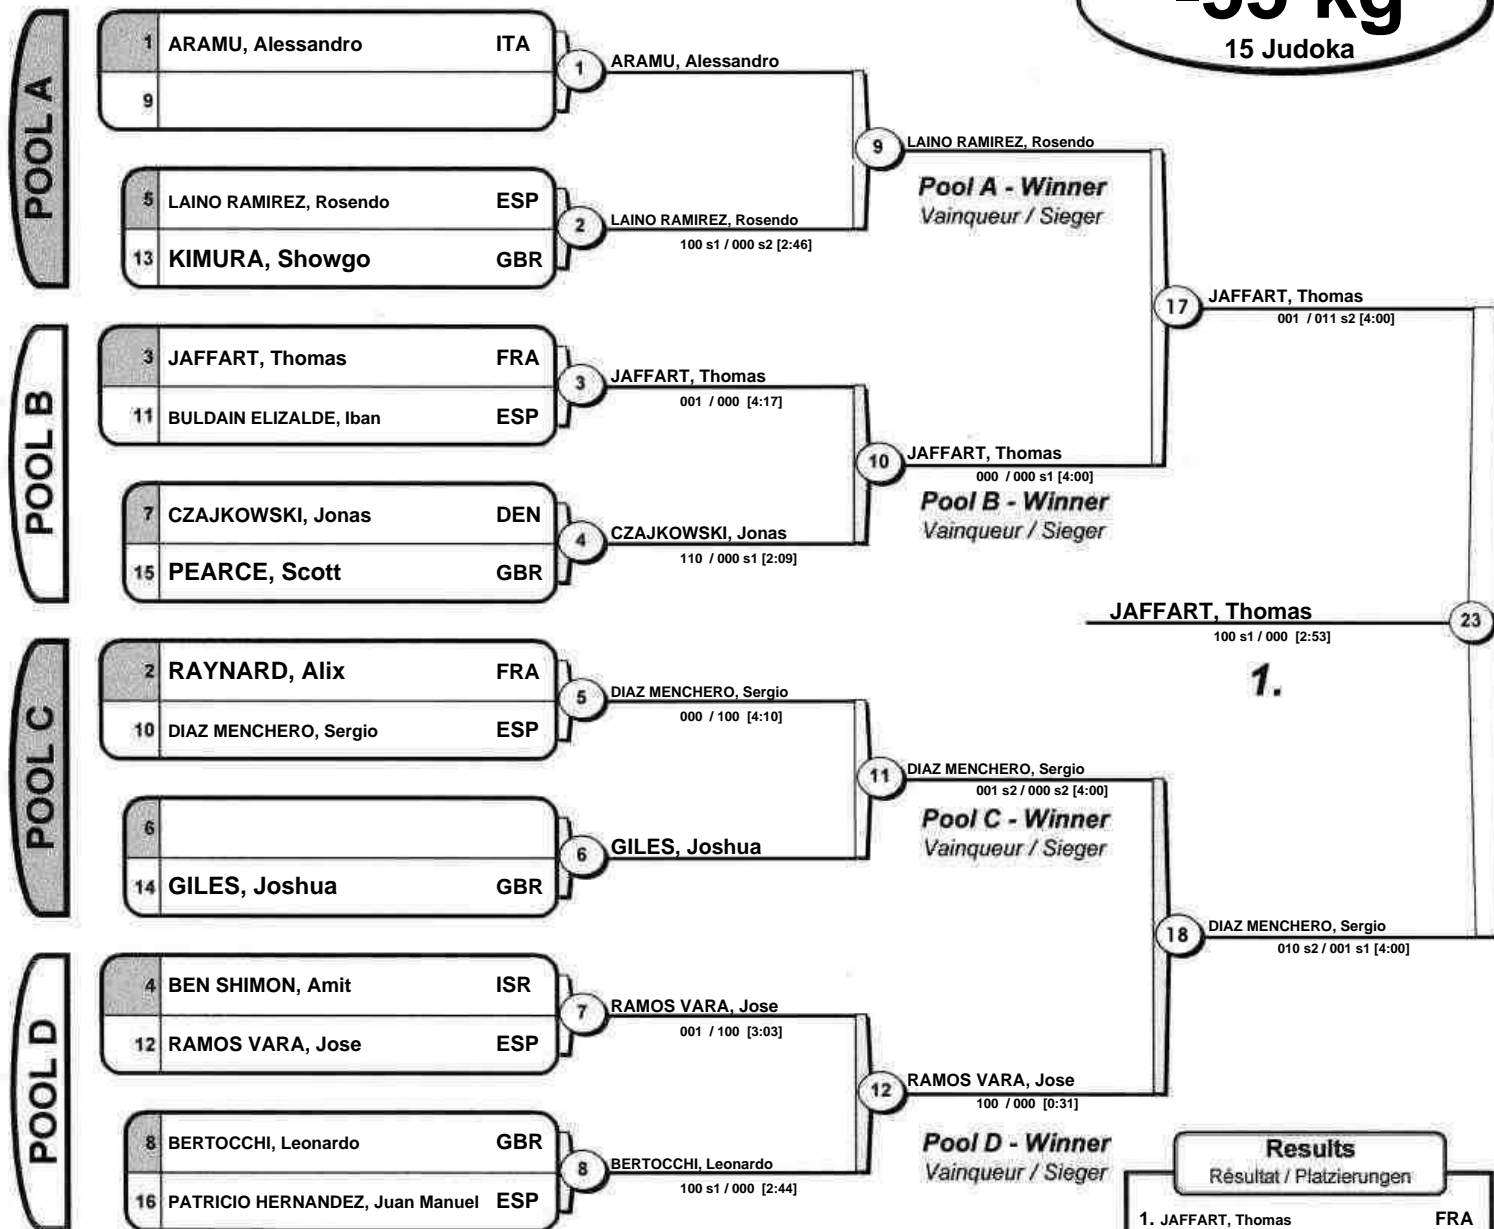 -55 kg
15 Judoka
POOL A
1 ARAMU, Alessandro ITA
9
1 ARAMU, Alessandro
5 LAINO RAMIREZ, Rosendo ESP
13 KIMURA, Showgo GBR
2 LAINO RAMIREZ, Rosendo
100 s1 / 000 s2 [2:46]
9 LAINO RAMIREZ, Rosendo
Pool A - Winner
Vainqueur / Sieger
POOL B
3 JAFFART, Thomas FRA
11 BULDAIN ELIZALDE, Iban ESP
3 JAFFART, Thomas
001 / 000 [4:17]
7 CZAJKOWSKI, Jonas DEN
15 PEARCE, Scott GBR
4 CZAJKOWSKI, Jonas
110 / 000 s1 [2:09]
10 JAFFART, Thomas
000 / 000 s1 [4:00]
Pool B - Winner
Vainqueur / Sieger
17 JAFFART, Thomas
001 / 011 s2 [4:00]
JAFFART, Thomas 23
100 s1 / 000 [2:53]
1.
POOL C
2 RAYNARD, Alix FRA
10 DIAZ MENCHERO, Sergio ESP
5 DIAZ MENCHERO, Sergio
000 / 100 [4:10]
6
14 GILES, Joshua GBR
6 GILES, Joshua
11 DIAZ MENCHERO, Sergio
001 s2 / 000 s2 [4:00]
Pool C - Winner
Vainqueur / Sieger
18 DIAZ MENCHERO, Sergio
010 s2 / 001 s1 [4:00]
POOL D
4 BEN SHIMON, Amit ISR
12 RAMOS VARA, Jose ESP
7 RAMOS VARA, Jose
001 / 100 [3:03]
8 BERTOCCHI, Leonardo GBR
16 PATRICIO HERNANDEZ, Juan Manuel ESP
8 BERTOCCHI, Leonardo
100 s1 / 000 [2:44]
12 RAMOS VARA, Jose
100 / 000 [0:31]
Pool D - Winner
Vainqueur / Sieger
Results
Résultat / Platzierungen
1. JAFFART, Thomas FRA